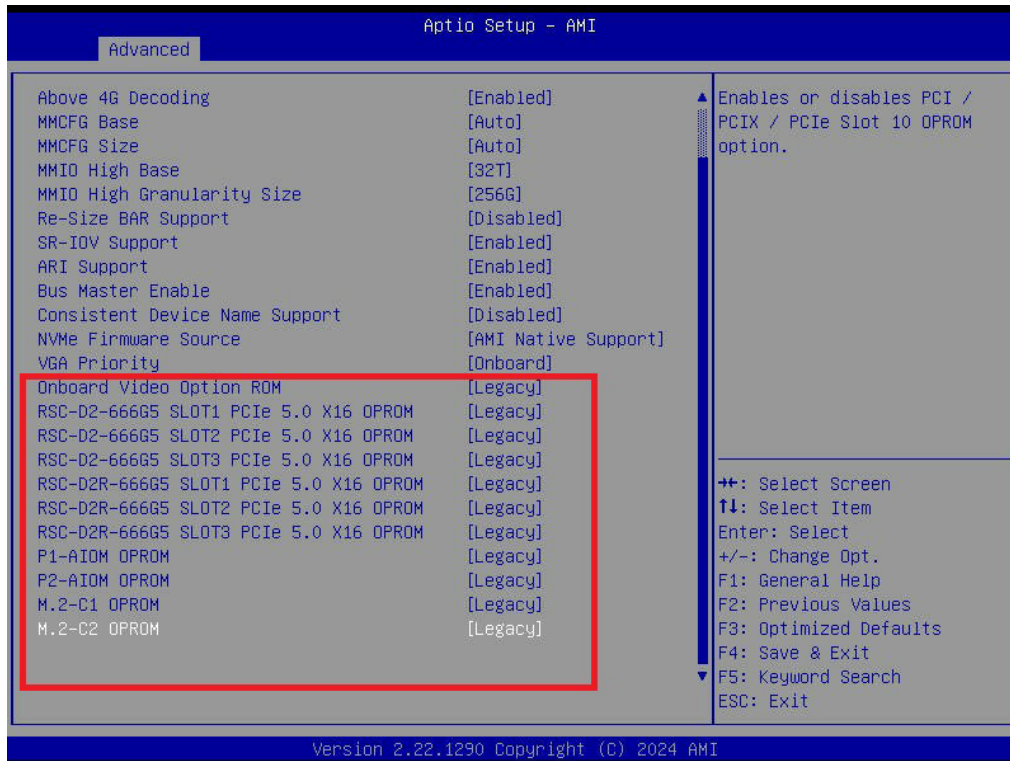 Aptio Setup – AMI
Advanced
Above 4G Decoding [Enabled]
MMCFG Base [Auto]
MMCFG Size [Auto]
MMIO High Base [32T]
MMIO High Granularity Size [256G]
Re-Size BAR Support [Disabled]
SR-IOV Support [Enabled]
ARI Support [Enabled]
Bus Master Enable [Enabled]
Consistent Device Name Support [Disabled]
NVMe Firmware Source [AMI Native Support]
VGA Priority [Onboard]
Onboard Video Option ROM [Legacy]
RSC-D2-666G5 SLOT1 PCIe 5.0 X16 OPROM [Legacy]
RSC-D2-666G5 SLOT2 PCIe 5.0 X16 OPROM [Legacy]
RSC-D2-666G5 SLOT3 PCIe 5.0 X16 OPROM [Legacy]
RSC-D2R-666G5 SLOT1 PCIe 5.0 X16 OPROM [Legacy]
RSC-D2R-666G5 SLOT2 PCIe 5.0 X16 OPROM [Legacy]
RSC-D2R-666G5 SLOT3 PCIe 5.0 X16 OPROM [Legacy]
P1-AIOM OPROM [Legacy]
P2-AIOM OPROM [Legacy]
M.2-C1 OPROM [Legacy]
M.2-C2 OPROM [Legacy]
Enables or disables PCI /
PCIX / PCIe Slot 10 OPROM
option.
→←: Select Screen
↑↓: Select Item
Enter: Select
+/-: Change Opt.
F1: General Help
F2: Previous Values
F3: Optimized Defaults
F4: Save & Exit
F5: Keyword Search
ESC: Exit
Version 2.22.1290 Copyright (C) 2024 AMI